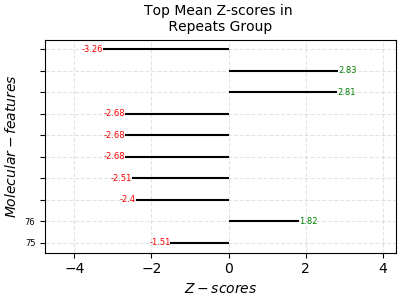 Top Mean Z-scores in
Repeats Group
-3.26
2.83
2.81
-2.68
-2.68
-2.68
-2.51
-2.4
76 1.82
75 -1.51
−4 −2 0 2 4
Z − scores
Molecular − features